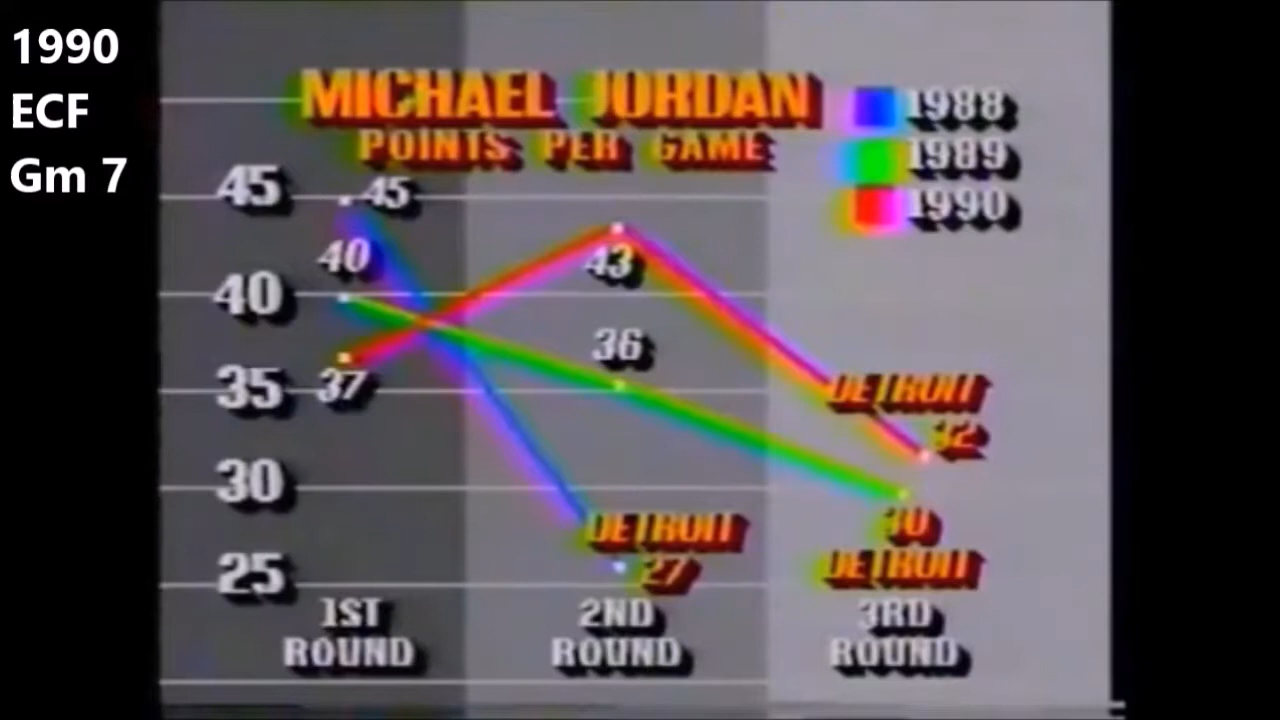 1990
ECF
Gm 7
MICHAEL JORDAN
POINTS PER GAME
1988
1989
1990
45
45
40
40
43
36
35
37
DETROIT
32
30
30
DETROIT
DETROIT
27
25
1ST ROUND
2ND ROUND
3RD ROUND